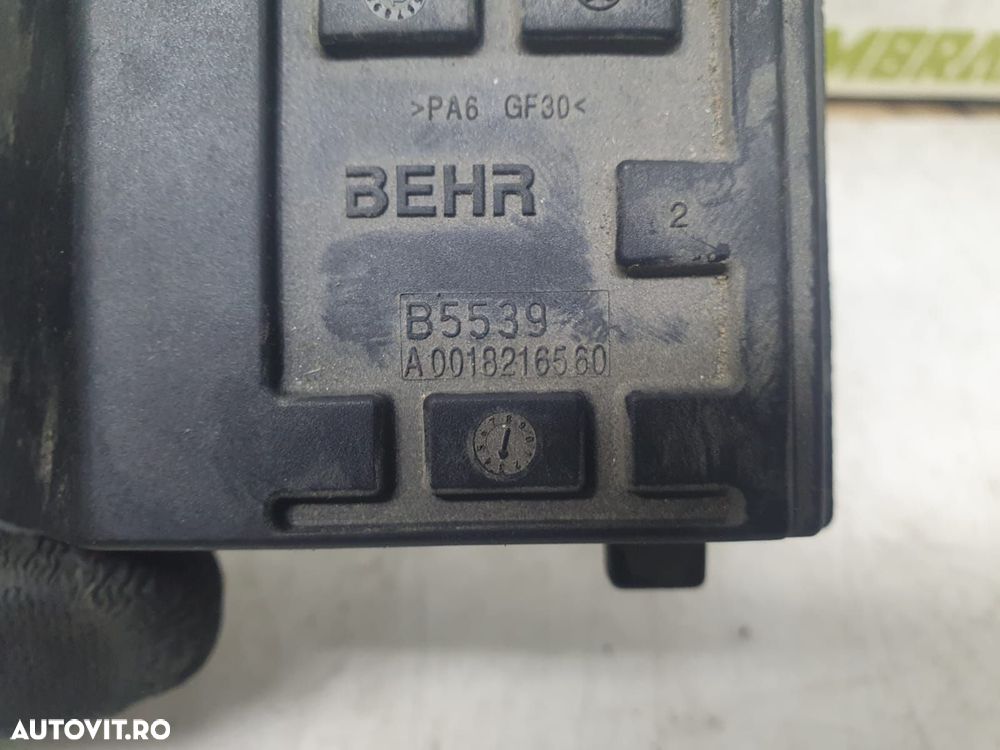 >PA6 GF30<
BEHR
2
B5539
A0018216560
AUTOVIT.RO